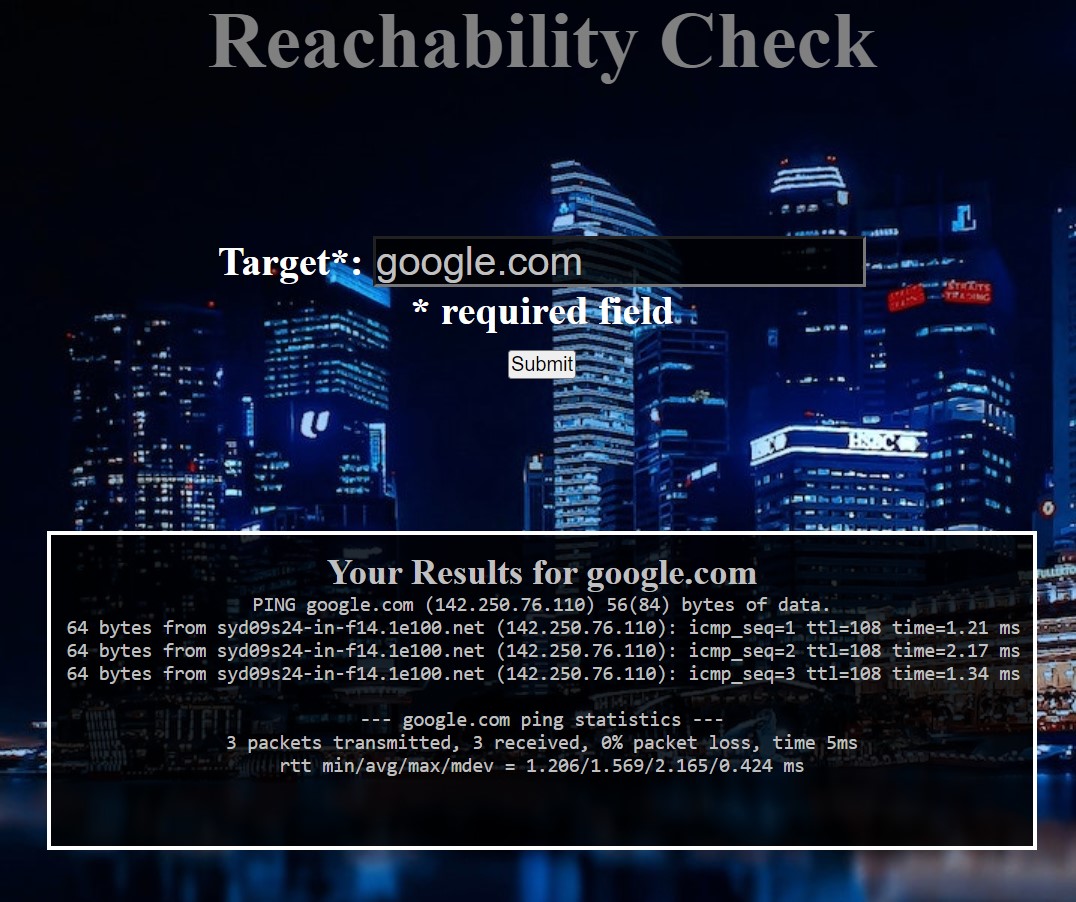 Reachability Check
Target*: google.com
* required field
Submit
STRAITS
TRADING
HSBC
FULLERTO
Your Results for google.com
PING google.com (142.250.76.110) 56(84) bytes of data.
64 bytes from syd09s24-in-f14.1e100.net (142.250.76.110): icmp_seq=1 ttl=108 time=1.21 ms
64 bytes from syd09s24-in-f14.1e100.net (142.250.76.110): icmp_seq=2 ttl=108 time=2.17 ms
64 bytes from syd09s24-in-f14.1e100.net (142.250.76.110): icmp_seq=3 ttl=108 time=1.34 ms
--- google.com ping statistics ---
3 packets transmitted, 3 received, 0% packet loss, time 5ms
rtt min/avg/max/mdev = 1.206/1.569/2.165/0.424 ms